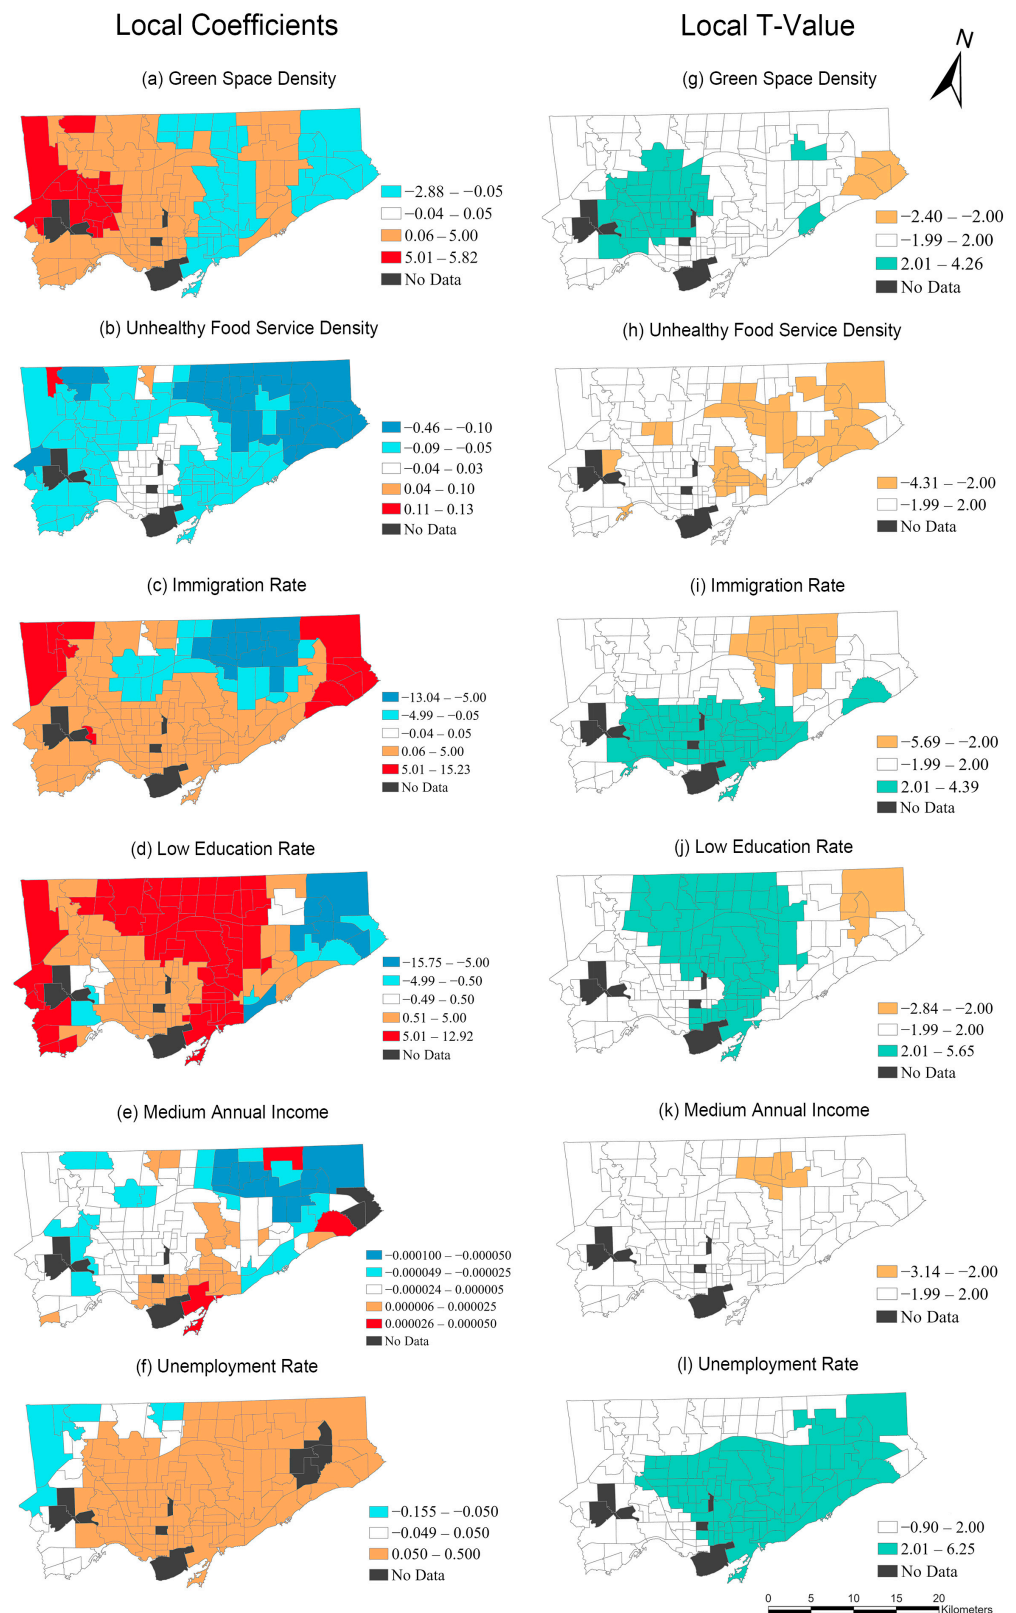 Local Coefficients
Local T-Value
N
(a) Green Space Density
−2.88 – −0.05
−0.04 – 0.05
0.06 – 5.00
5.01 – 5.82
No Data
(g) Green Space Density
−2.40 – −2.00
−1.99 – 2.00
2.01 – 4.26
No Data
(b) Unhealthy Food Service Density
−0.46 – −0.10
−0.09 – −0.05
−0.04 – 0.03
0.04 – 0.10
0.11 – 0.13
No Data
(h) Unhealthy Food Service Density
−4.31 – −2.00
−1.99 – 2.00
No Data
(c) Immigration Rate
−13.04 – −5.00
−4.99 – −0.05
−0.04 – 0.05
0.06 – 5.00
5.01 – 15.23
No Data
(i) Immigration Rate
−5.69 – −2.00
−1.99 – 2.00
2.01 – 4.39
No Data
(d) Low Education Rate
−15.75 – −5.00
−4.99 – −0.50
−0.49 – 0.50
0.51 – 5.00
5.01 – 12.92
No Data
(j) Low Education Rate
−2.84 – −2.00
−1.99 – 2.00
2.01 – 5.65
No Data
(e) Medium Annual Income
−0.000100 – −0.000050
−0.000049 – −0.000025
−0.000024 – 0.000005
0.000006 – 0.000025
0.000026 – 0.000050
No Data
(k) Medium Annual Income
−3.14 – −2.00
−1.99 – 2.00
No Data
(f) Unemployment Rate
−0.155 – −0.050
−0.049 – 0.050
0.050 – 0.500
No Data
(l) Unemployment Rate
−0.90 – 2.00
2.01 – 6.25
No Data
0 5 10 15 20
Kilometers